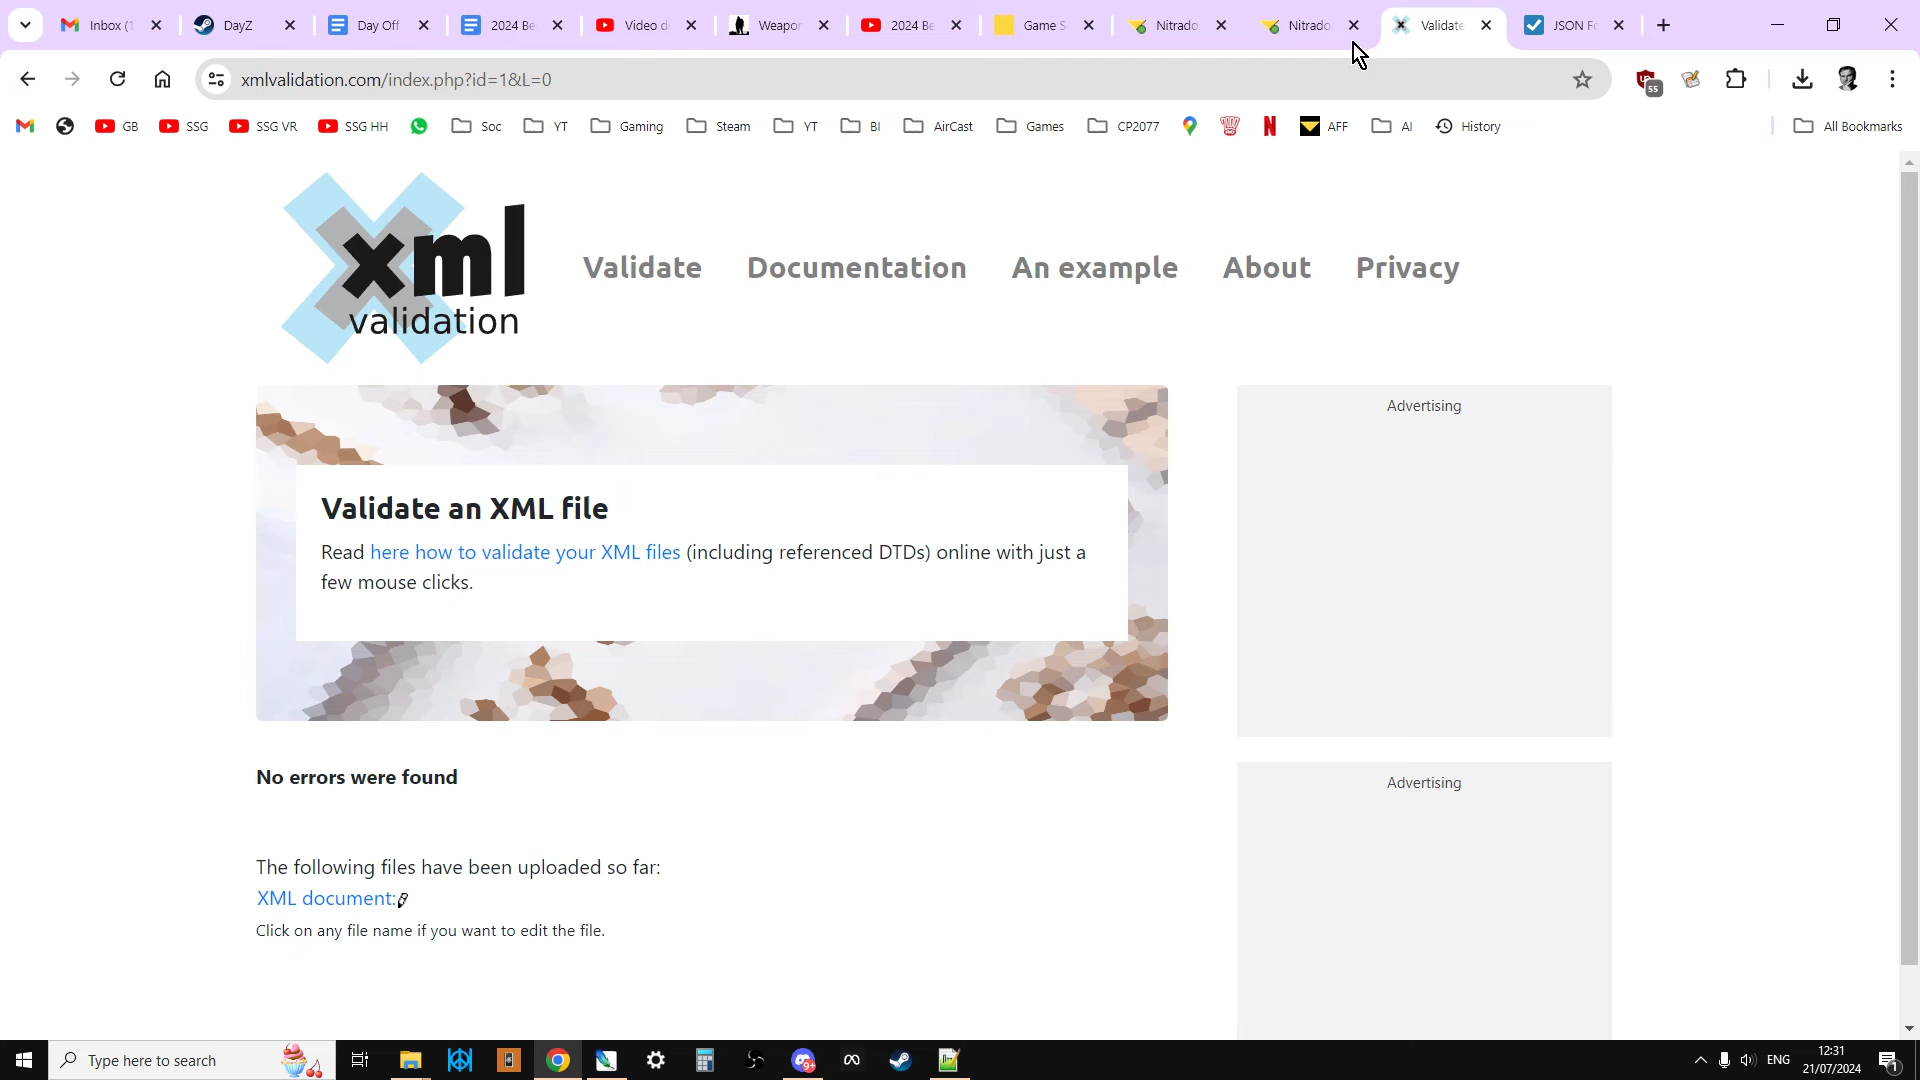 Inbox (1
DayZ
Day Off
2024 Be
Video d
Weapon
2024 Be
Game S
Nitrado
Nitrado
Validate
JSON Fo
xmlvalidation.com/index.php?id=1&L=0
55
GB
SSG
SSG VR
SSG HH
Soc
YT
Gaming
Steam
YT
BI
AirCast
Games
CP2077
AFF
AI
History
All Bookmarks
xml
validation
Validate
Documentation
An example
About
Privacy
Advertising
Validate an XML file
Read here how to validate your XML files (including referenced DTDs) online with just a
few mouse clicks.
No errors were found
Advertising
The following files have been uploaded so far:
XML document:
Click on any file name if you want to edit the file.
Type here to search
9+
ENG
12:31
21/07/2024
1